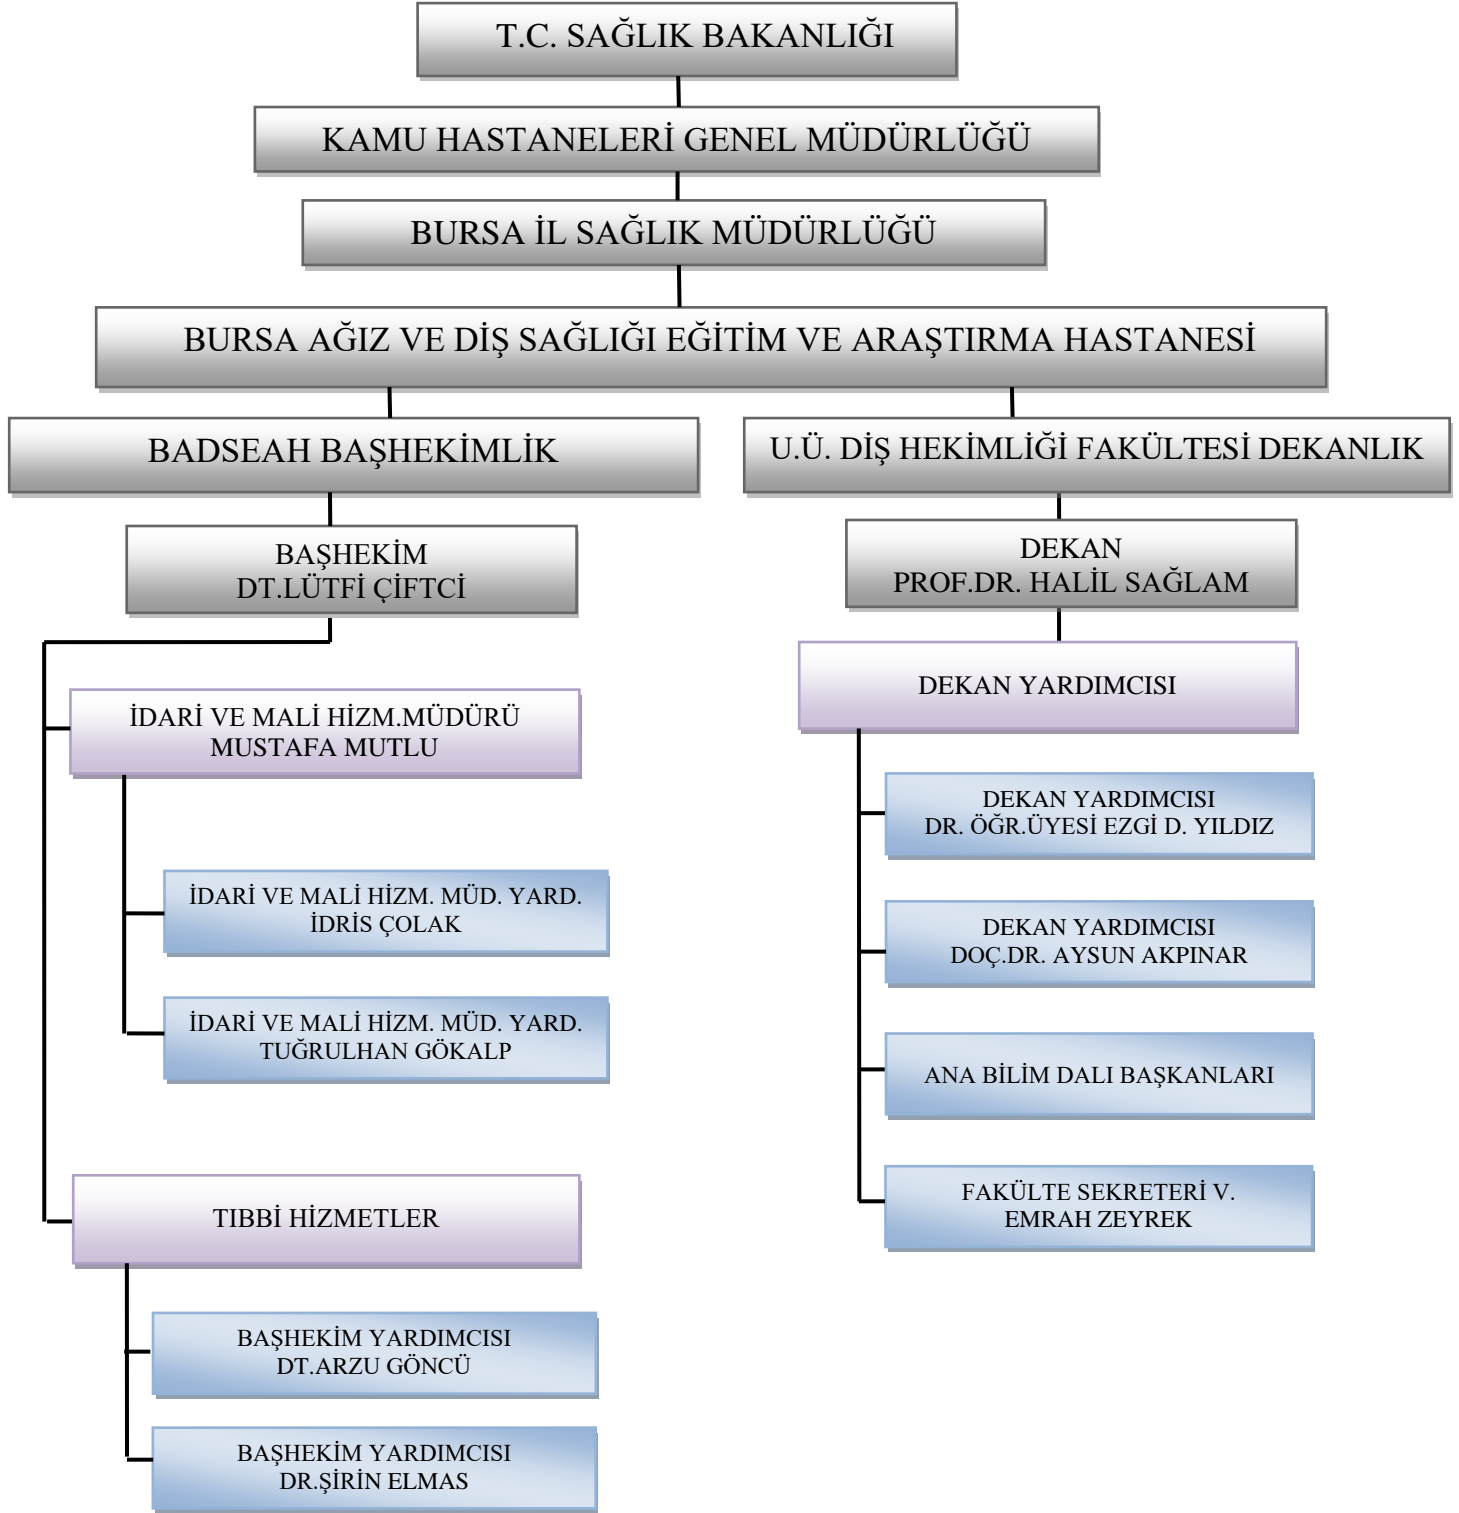 T.C. SAĞLIK BAKANLIĞI
KAMU HASTANELERİ GENEL MÜDÜRLÜĞÜ
BURSA İL SAĞLIK MÜDÜRLÜĞÜ
BURSA AĞIZ VE DİŞ SAĞLIĞI EĞİTİM VE ARAŞTIRMA HASTANESİ
BADSEAH BAŞHEKİMLİK
BAŞHEKİM
DT.LÜTFİ ÇİFTCİ
İDARİ VE MALİ HİZM.MÜDÜRÜ
MUSTAFA MUTLU
İDARİ VE MALİ HİZM. MÜD. YARD.
İDRİS ÇOLAK
İDARİ VE MALİ HİZM. MÜD. YARD.
TUĞRULHAN GÖKALP
TIBBİ HİZMETLER
BAŞHEKİM YARDIMCISI
DT.ARZU GÖNCÜ
BAŞHEKİM YARDIMCISI
DR.ŞİRİN ELMAS
U.Ü. DİŞ HEKİMLİĞİ FAKÜLTESİ DEKANLIK
DEKAN
PROF.DR. HALİL SAĞLAM
DEKAN YARDIMCISI
DEKAN YARDIMCISI
DR. ÖĞR.ÜYESİ EZGİ D. YILDIZ
DEKAN YARDIMCISI
DOÇ.DR. AYSUN AKPINAR
ANA BİLİM DALI BAŞKANLARI
FAKÜLTE SEKRETERİ V.
EMRAH ZEYREK